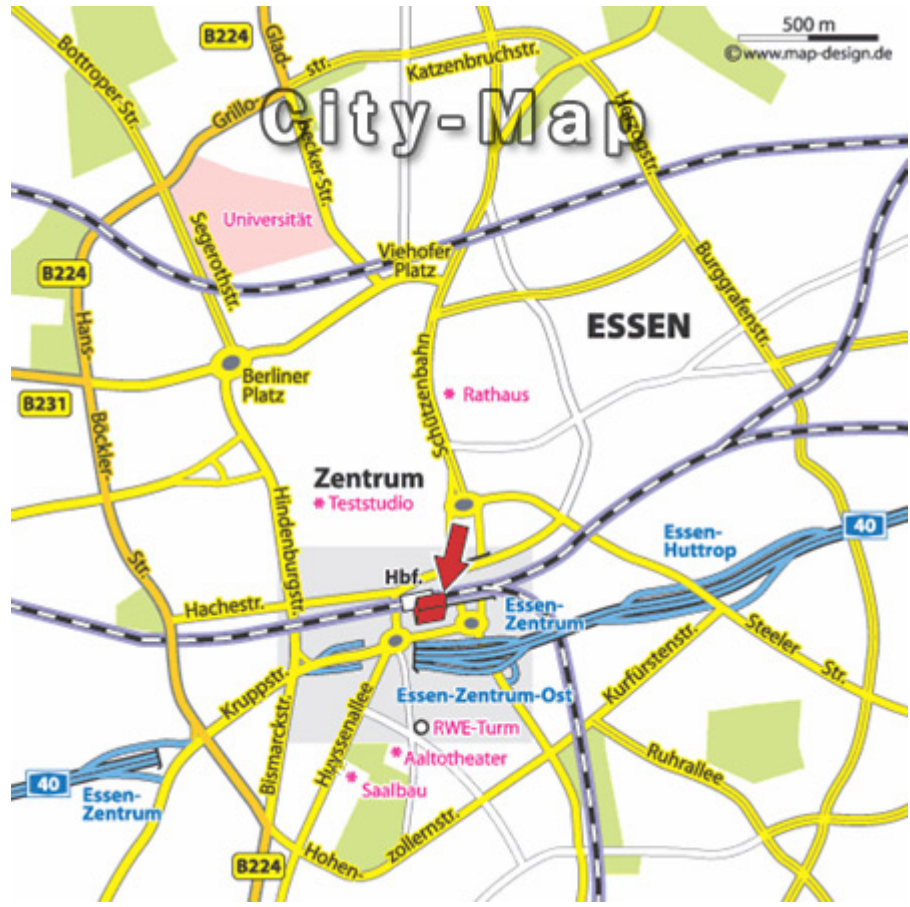 500 m
©www.map-design.de
B224
Glad-
becker-Str.
Bottroper-Str.
Grillo-
str.
Katzenbruchstr.
City-Map
Herzogstr.
Universität
Segerothstr.
Viehofer
Platz
B224
Burggrafenstr.
ESSEN
Hans-
Böckler-
Str.
Berliner
Platz
B231
Schützenbahn
Rathaus
Zentrum
Teststudio
Hindenburgstr.
40
Essen-
Huttrop
Hbf.
Hachestr.
Essen-
Zentrum
Steeler
Str.
Kurfürstenstr.
Kruppstr.
Essen-Zentrum-Ost
Huyssenallee
RWE-Turm
Bismarckstr.
Aaltotheater
Ruhrallee
Saalbau
40
Essen-
Zentrum
Hohen-
zollernstr.
B224